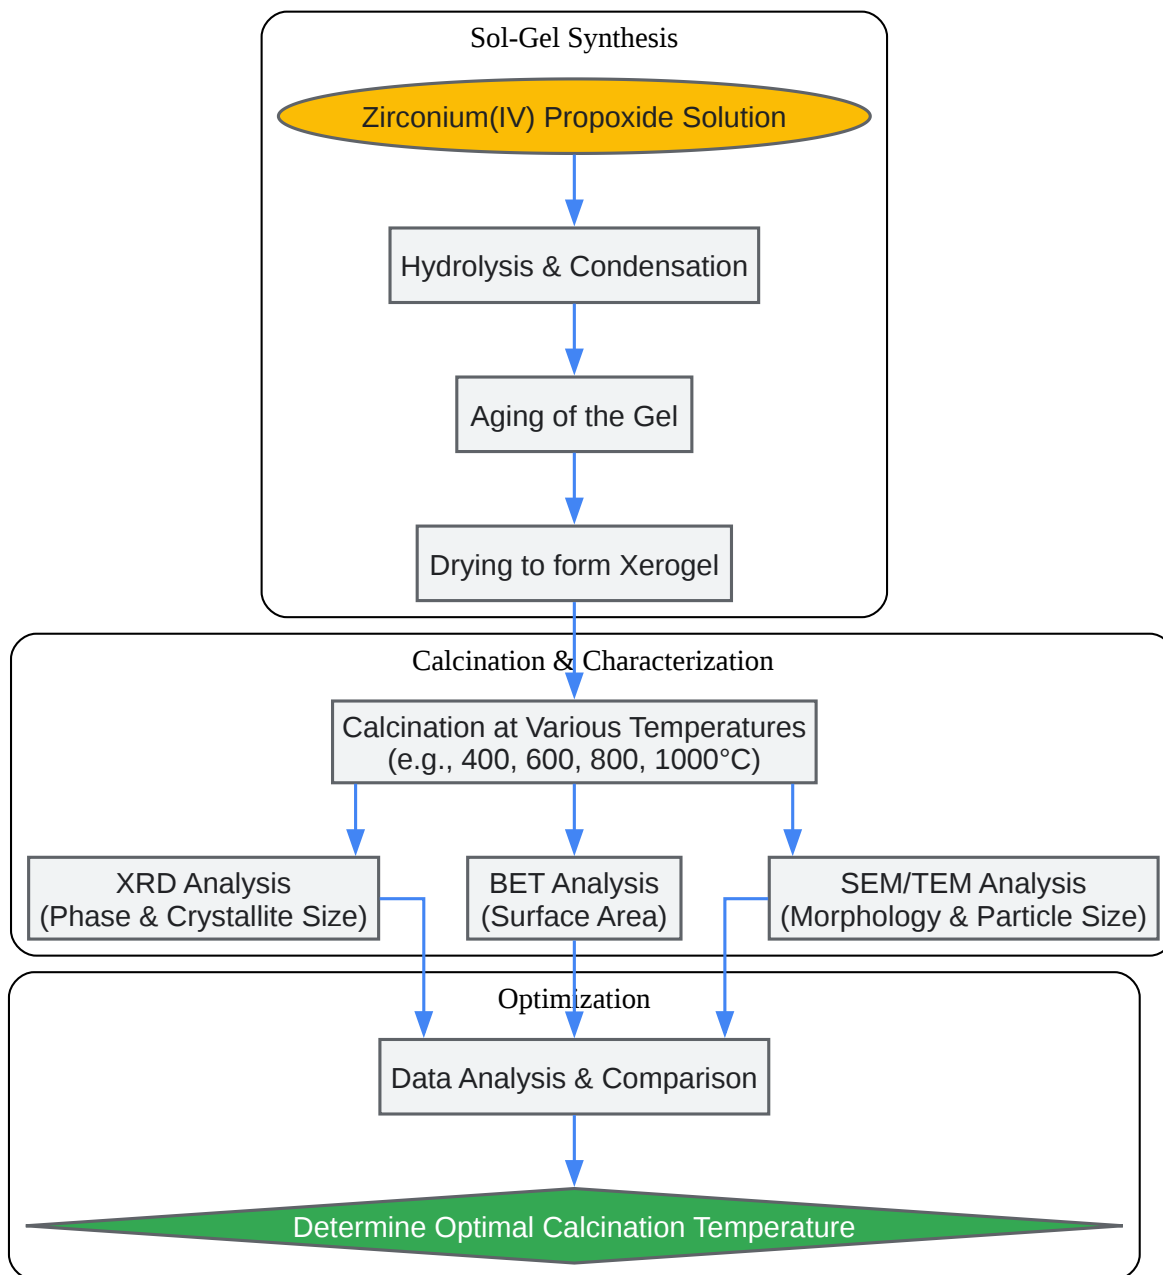 Sol-Gel Synthesis
Zirconium(IV) Propoxide Solution
Hydrolysis & Condensation
Aging of the Gel
Drying to form Xerogel
Calcination & Characterization
Calcination at Various Temperatures
(e.g., 400, 600, 800, 1000°C)
XRD Analysis
(Phase & Crystallite Size)
BET Analysis
(Surface Area)
SEM/TEM Analysis
(Morphology & Particle Size)
Optimization
Data Analysis & Comparison
Determine Optimal Calcination Temperature